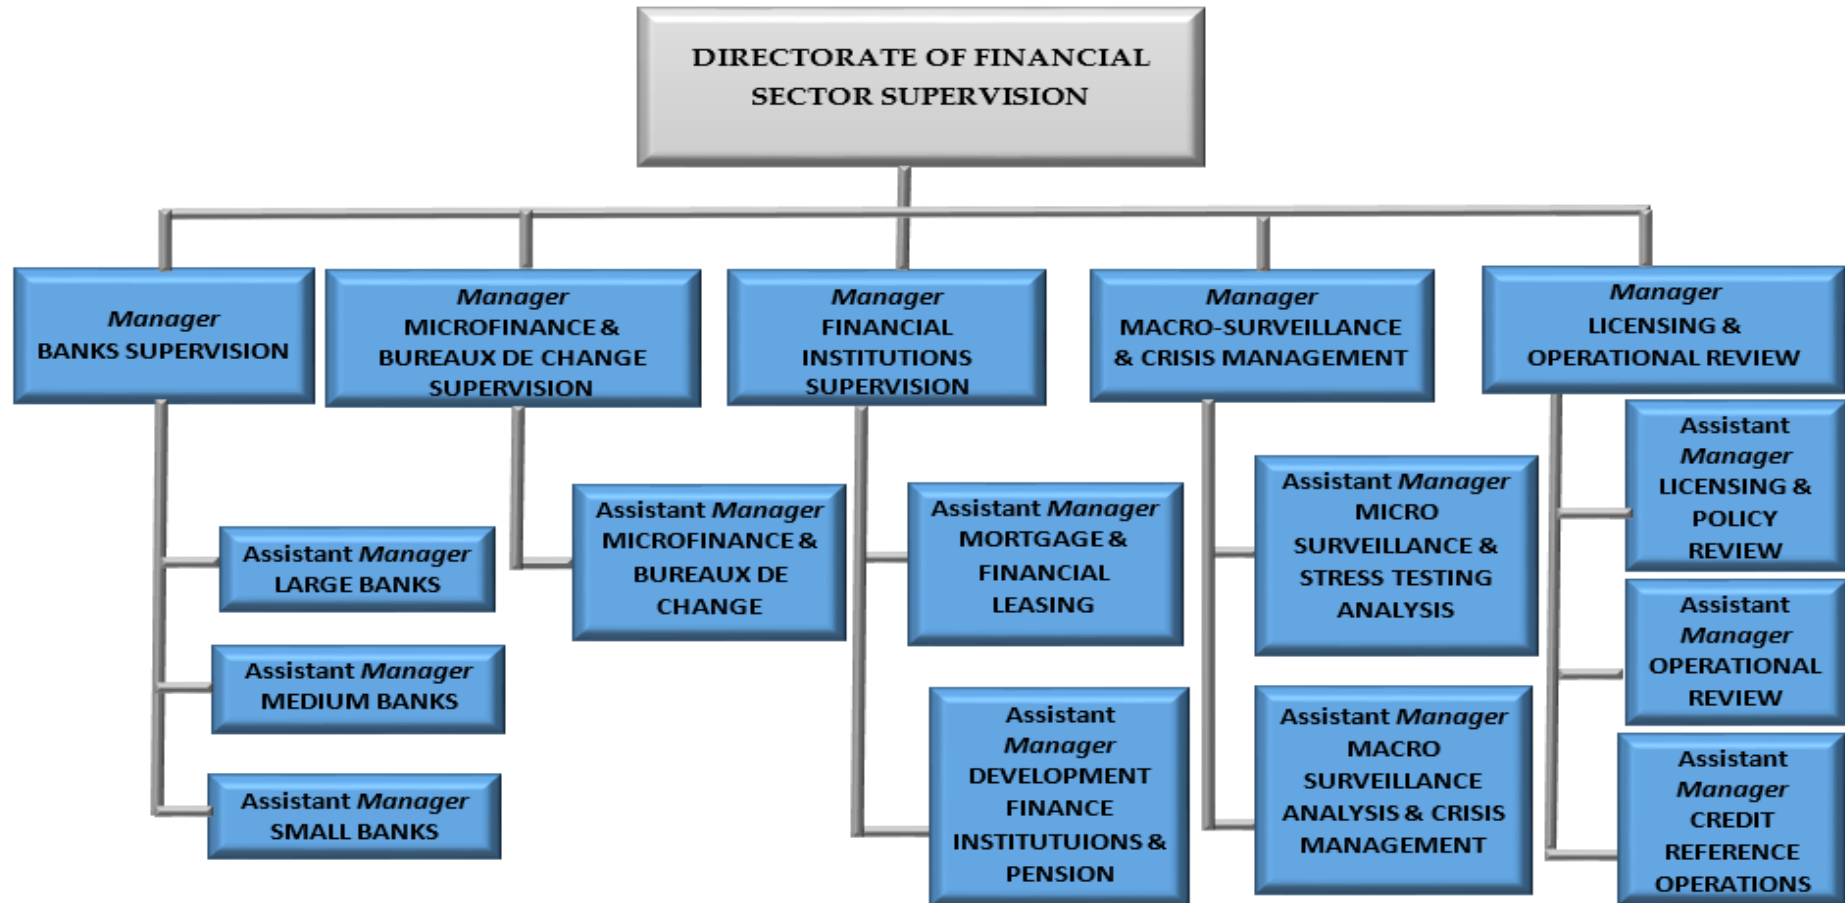 DIRECTORATE OF FINANCIAL
SECTOR SUPERVISION
Manager
BANKS SUPERVISION
Manager
MICROFINANCE &
BUREAUX DE CHANGE
SUPERVISION
Manager
FINANCIAL
INSTITUTIONS
SUPERVISION
Manager
MACRO-SURVEILLANCE
& CRISIS MANAGEMENT
Manager
LICENSING &
OPERATIONAL REVIEW
Assistant Manager
LARGE BANKS
Assistant Manager
MEDIUM BANKS
Assistant Manager
SMALL BANKS
Assistant Manager
MICROFINANCE &
BUREAUX DE
CHANGE
Assistant Manager
MORTGAGE &
FINANCIAL
LEASING
Assistant
Manager
DEVELOPMENT
FINANCE
INSTITUTUIONS &
PENSION
Assistant Manager
MICRO
SURVEILLANCE &
STRESS TESTING
ANALYSIS
Assistant Manager
MACRO
SURVEILLANCE
ANALYSIS & CRISIS
MANAGEMENT
Assistant
Manager
LICENSING &
POLICY
REVIEW
Assistant
Manager
OPERATIONAL
REVIEW
Assistant
Manager
CREDIT
REFERENCE
OPERATIONS